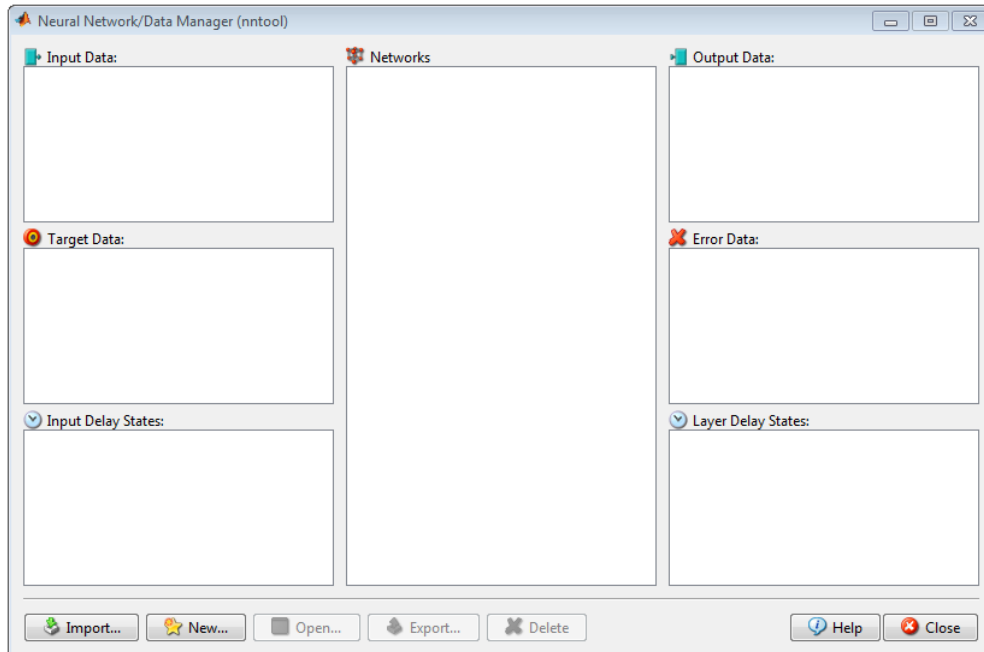 Neural Network/Data Manager (nntool)
Input Data:
Networks
Output Data:
Target Data:
Error Data:
Input Delay States:
Layer Delay States:
Import...
New...
Open...
Export...
Delete
Help
Close